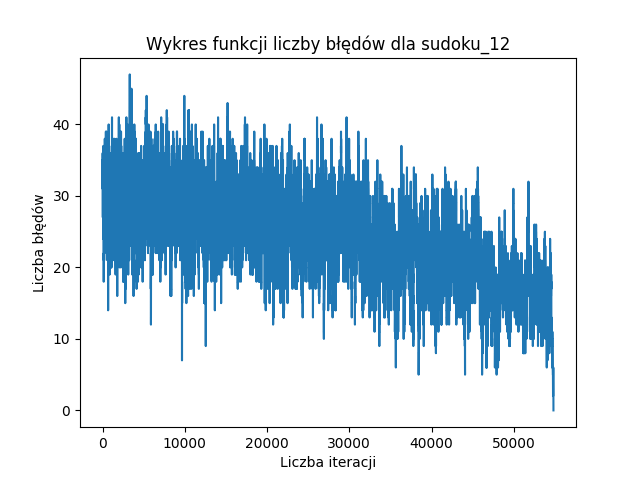 Wykres funkcji liczby błędów dla sudoku_12
Liczba błędów
40
30
20
10
0
0 10000 20000 30000 40000 50000
Liczba iteracji